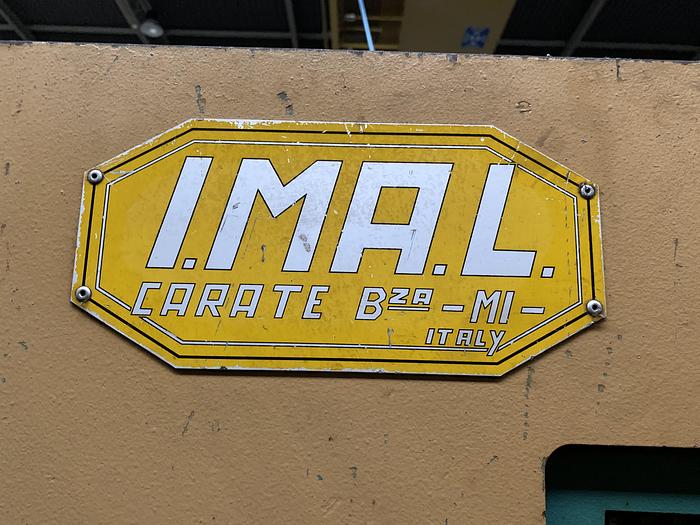 I.MA.L.
CARATE Bᶻᴬ - MI -
ITALY